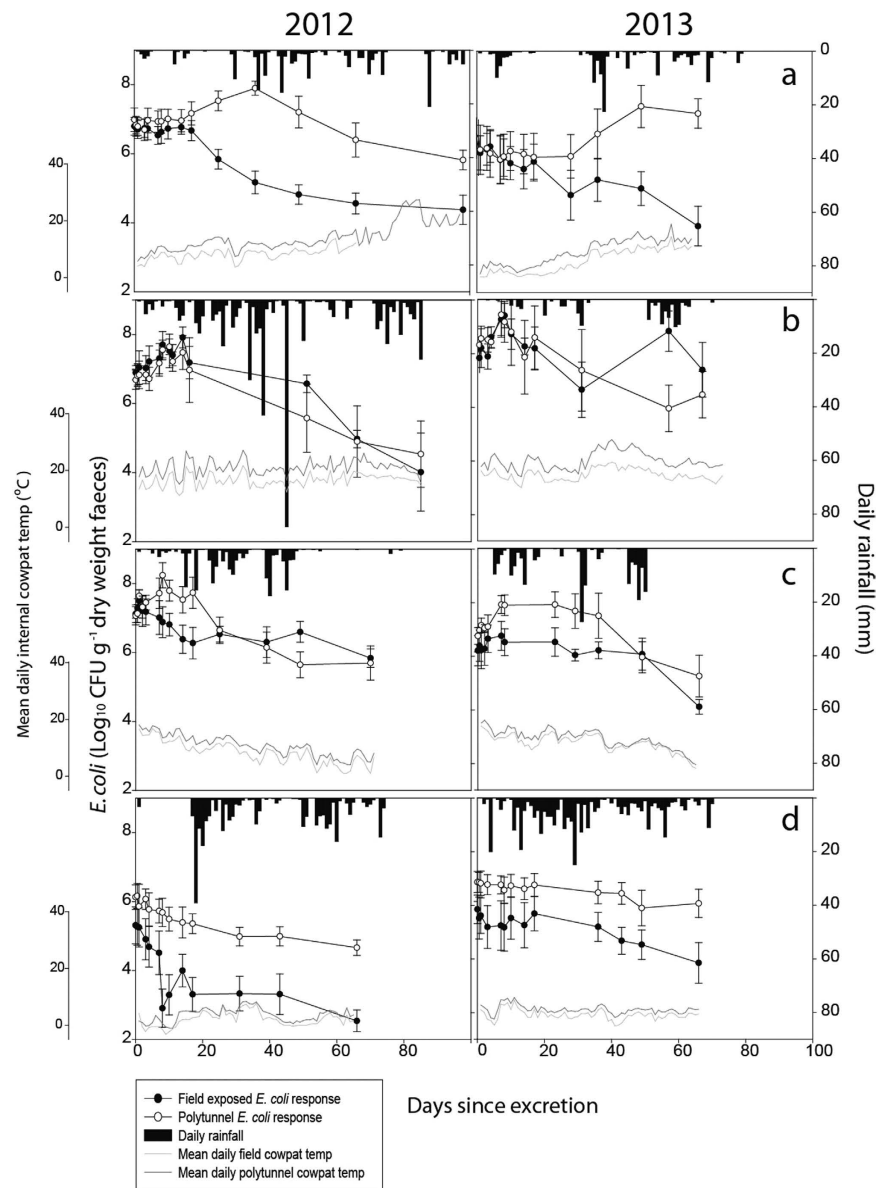 2012 2013
8 0
a
20
6
40 40
20 4 60
0 80
2
8 b
20
6
40 40
20 4 60
0 80
2
Mean daily internal cowpat temp (°C)
E.coli (Log₁₀ CFU g⁻¹ dry weight faeces)
Daily rainfall (mm)
8 c
20
6
40 40
20 4 60
0 80
2
8 0
d
20
6
40 40
20 4 60
0 80
2
0 20 40 60 80 0 20 40 60 80 100
Days since excretion
Field exposed E. coli response
Polytunnel E. coli response
Daily rainfall
Mean daily field cowpat temp
Mean daily polytunnel cowpat temp